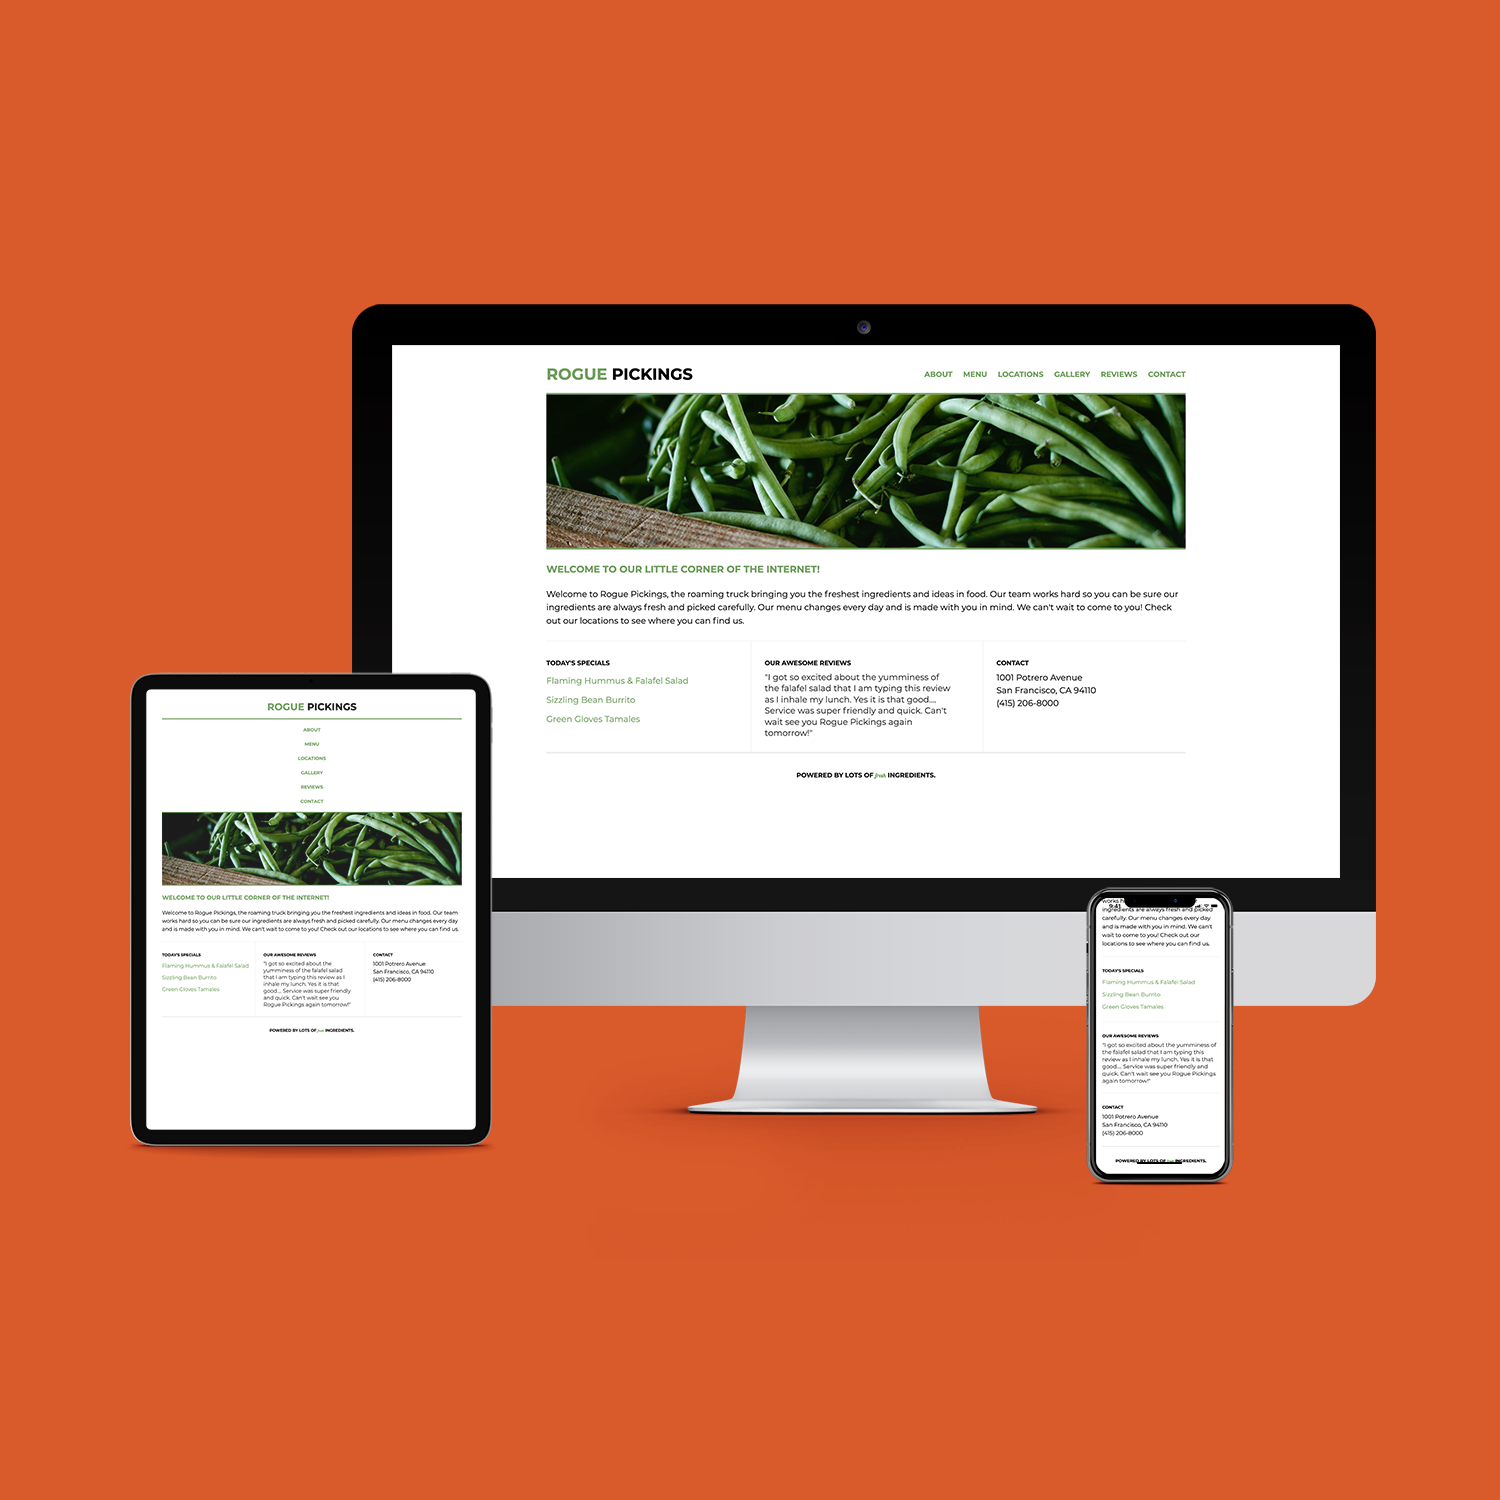 ROGUE PICKINGS
ABOUT MENU LOCATIONS GALLERY REVIEWS CONTACT
WELCOME TO OUR LITTLE CORNER OF THE INTERNET!
Welcome to Rogue Pickings, the roaming truck bringing you the freshest ingredients and ideas in food. Our team works hard so you can be sure our
ingredients are always fresh and picked carefully. Our menu changes every day and is made with you in mind. We can't wait to come to you! Check
out our locations to see where you can find us.
TODAY'S SPECIALS
Flaming Hummus & Falafel Salad
Sizzling Bean Burrito
Green Gloves Tamales
OUR AWESOME REVIEWS
"I got so excited about the yumminess of
the falafel salad that I am typing this review
as I inhale my lunch. Yes it is that good....
Service was super friendly and quick. Can't
wait see you Rogue Pickings again
tomorrow!"
CONTACT
1001 Potrero Avenue
San Francisco, CA 94110
(415) 206-8000
POWERED BY LOTS OF fresh INGREDIENTS.
ROGUE PICKINGS
ABOUT
MENU
LOCATIONS
GALLERY
REVIEWS
CONTACT
WELCOME TO OUR LITTLE CORNER OF THE INTERNET!
Welcome to Rogue Pickings, the roaming truck bringing you the freshest ingredients and ideas in food. Our team
works hard so you can be sure our ingredients are always fresh and picked carefully. Our menu changes every day
and is made with you in mind. We can't wait to come to you! Check out our locations to see where you can find us.
TODAY'S SPECIALS
Flaming Hummus & Falafel Salad
Sizzling Bean Burrito
Green Gloves Tamales
OUR AWESOME REVIEWS
"I got so excited about the
yumminess of the falafel salad
that I am typing this review as I
inhale my lunch. Yes it is that
good.... Service was super friendly
and quick. Can't wait see you
Rogue Pickings again tomorrow!"
CONTACT
1001 Potrero Avenue
San Francisco, CA 94110
(415) 206-8000
POWERED BY LOTS OF fresh INGREDIENTS.
works
9:41
ingredients are always fresh and picked
carefully. Our menu changes every day
and is made with you in mind. We can't
wait to come to you! Check out our
locations to see where you can find us.
TODAY'S SPECIALS
Flaming Hummus & Falafel Salad
Sizzling Bean Burrito
Green Gloves Tamales
OUR AWESOME REVIEWS
"I got so excited about the yumminess of
the falafel salad that I am typing this
review as I inhale my lunch. Yes it is that
good.... Service was super friendly and
quick. Can't wait see you Rogue Pickings
again tomorrow!"
CONTACT
1001 Potrero Avenue
San Francisco, CA 94110
(415) 206-8000
POWERED BY LOTS OF fresh INGREDIENTS.